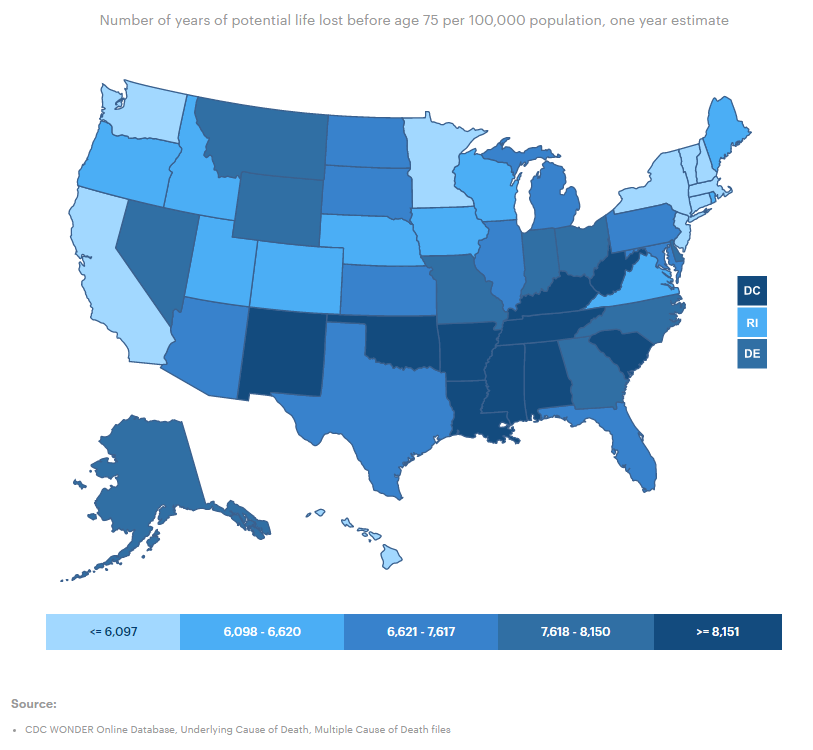 Number of years of potential life lost before age 75 per 100,000 population, one year estimate
DC
RI
DE
<= 6,097 6,098 - 6,620 6,621 - 7,617 7,618 - 8,150 >= 8,151
Source:
• CDC WONDER Online Database, Underlying Cause of Death, Multiple Cause of Death files